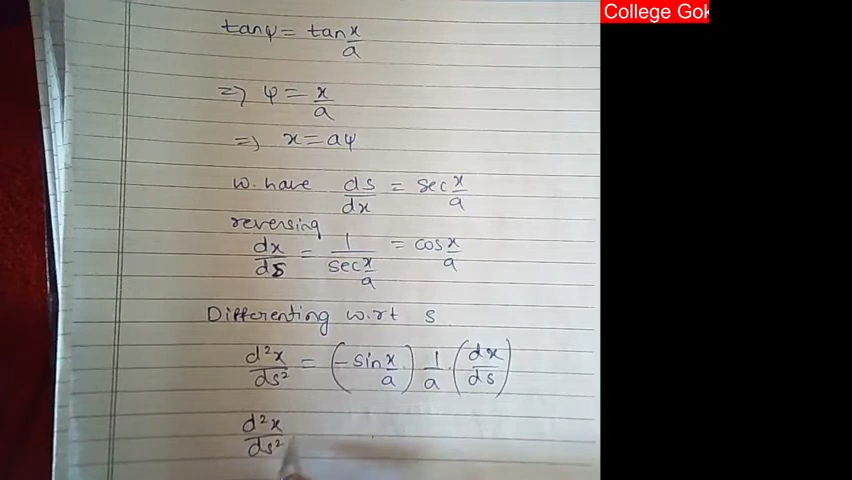 College Gok
tanψ = tan x/a
⇒ ψ = x/a
⇒ x = aψ
w. have ds/dx = sec x/a
reversing
dx/ds = 1/(sec x/a) = cos x/a
Differenting w.r.t s.
d²x/ds² = (-sin x/a) 1/a · (dx/ds)
d²x/ds²